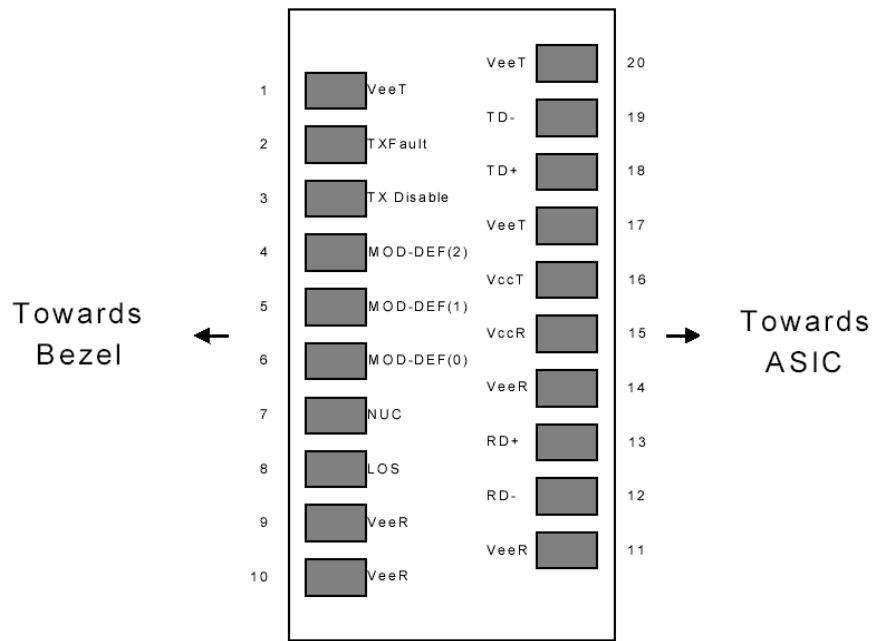 VeeT 20
1 VeeT
TD- 19
2 TXFault
TD+ 18
3 TX Disable
VeeT 17
4 MOD-DEF(2)
VccT 16
5 MOD-DEF(1)
Towards
Bezel
VccR 15
Towards
ASIC
6 MOD-DEF(0)
VeeR 14
7 NUC
RD+ 13
8 LOS
RD- 12
9 VeeR
VeeR 11
10 VeeR